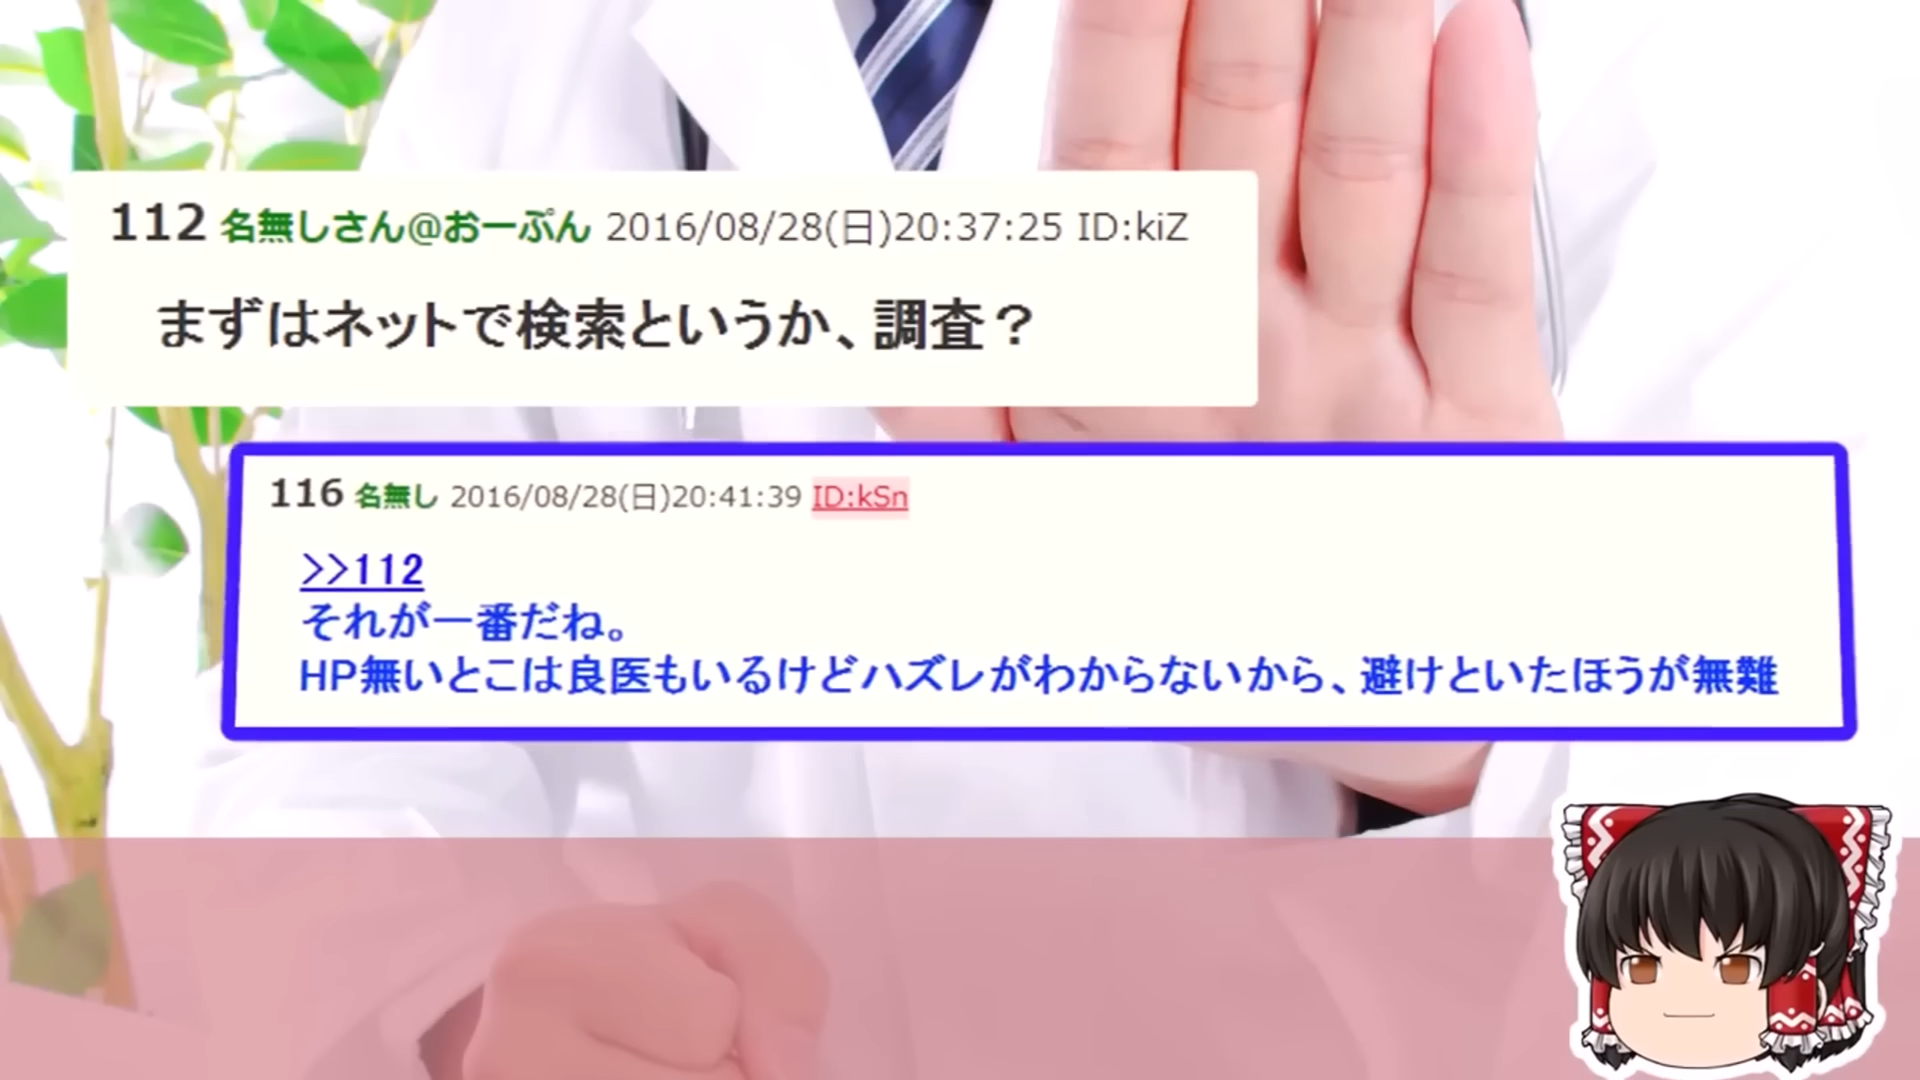 112 名無しさん@おーぷん 2016/08/28(日)20:37:25 ID:kiZ
まずはネットで検索というか、調査？
116 名無し 2016/08/28(日)20:41:39 ID:kSn
>>112
それが一番だね。
HP無いとこは良医もいるけどハズレがわからないから、避けといたほうが無難